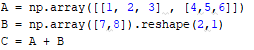 A = np.array([[1, 2, 3] , [4,5,6]])
B = np.array([7,8]).reshape(2,1)
C = A + B